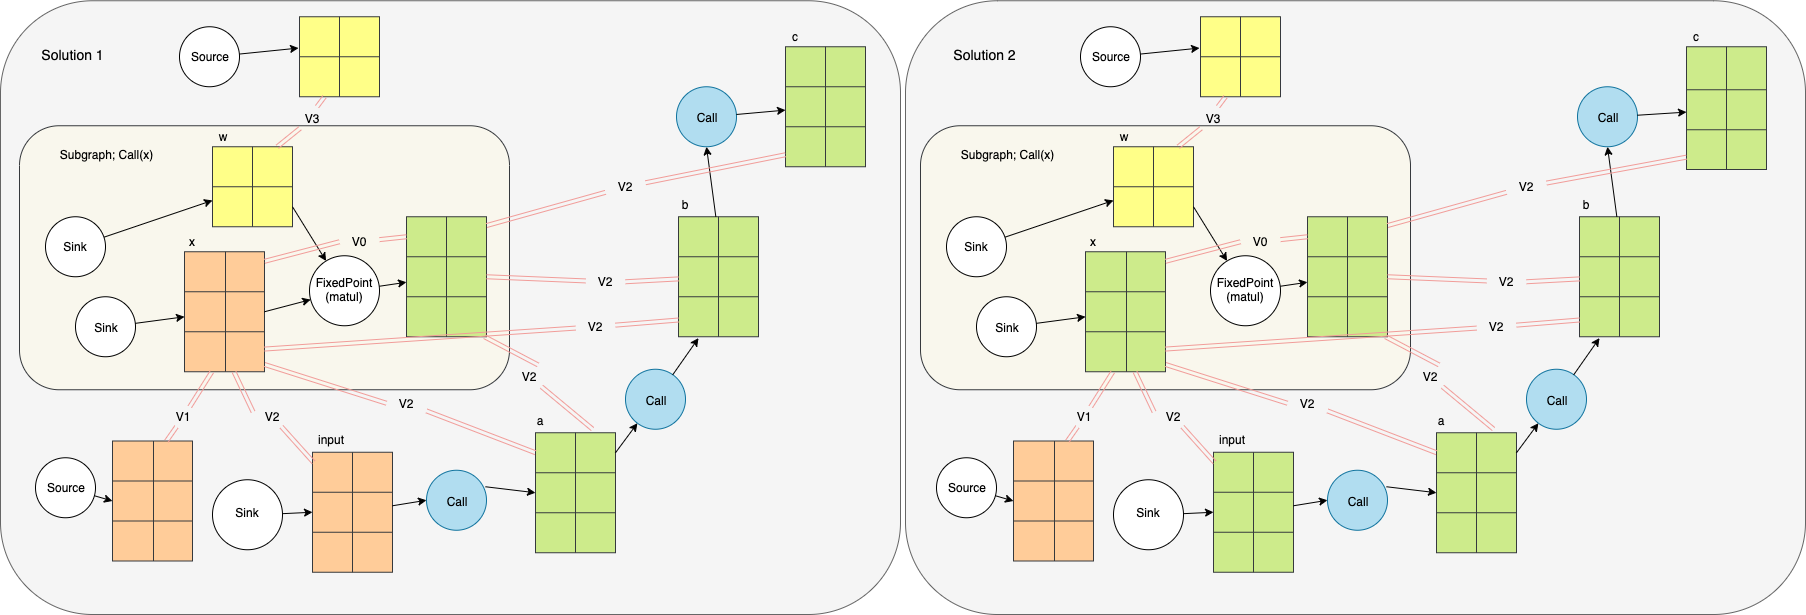 Solution 1
Source
c
V3
Call
w
Subgraph; Call(x)
V2
b
Sink
x
V0
FixedPoint
(matul)
V2
Sink
V2
V2
V2
Call
V1
V2
a
input
Source
Sink
Call
Solution 2
Source
c
V3
Call
w
Subgraph; Call(x)
V2
b
Sink
x
V0
FixedPoint
(matul)
V2
Sink
V2
V2
V2
Call
V1
V2
a
input
Source
Sink
Call